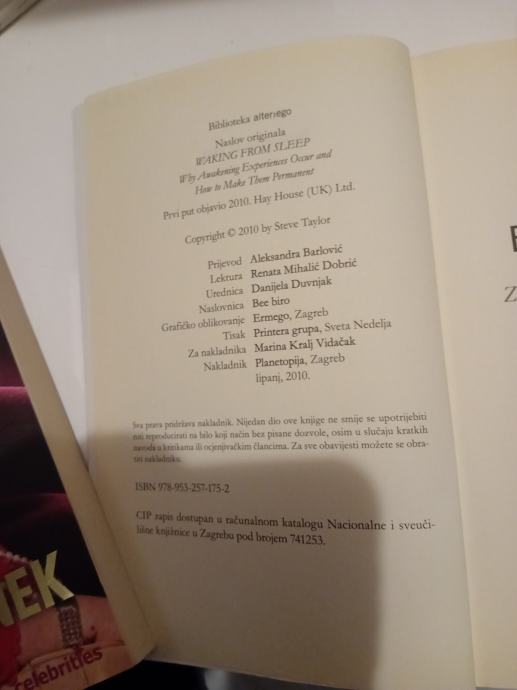 Biblioteka alter|ego
Naslov originala
WAKING FROM SLEEP
Why Awakening Experiences Occur and
How to Make Them Permanent
Prvi put objavio 2010. Hay House (UK) Ltd.
Copyright © 2010 by Steve Taylor
Prijevod Aleksandra Barlović
Lektura Renata Mihalić Dobrić
Urednica Danijela Duvnjak
Naslovnica Bee biro
Grafičko oblikovanje Ermego, Zagreb
Tisak Printera grupa, Sveta Nedelja
Za nakladnika Marina Kralj Vidačak
Nakladnik Planetopija, Zagreb
lipanj, 2010.
Sva prava pridržava nakladnik. Nijedan dio ove knjige ne smije se upotrijebiti
niti reproducirati na bilo koji način bez pisane dozvole, osim u slučaju kratkih
navoda u kritikama ili ocjenjivačkim člancima. Za sve obavijesti možete se obra-
titi nakladniku.
ISBN 978-953-257-175-2
CIP zapis dostupan u računalnom katalogu Nacionalne i sveuči-
lišne knjižnice u Zagrebu pod brojem 741253.
TEK
celebrities